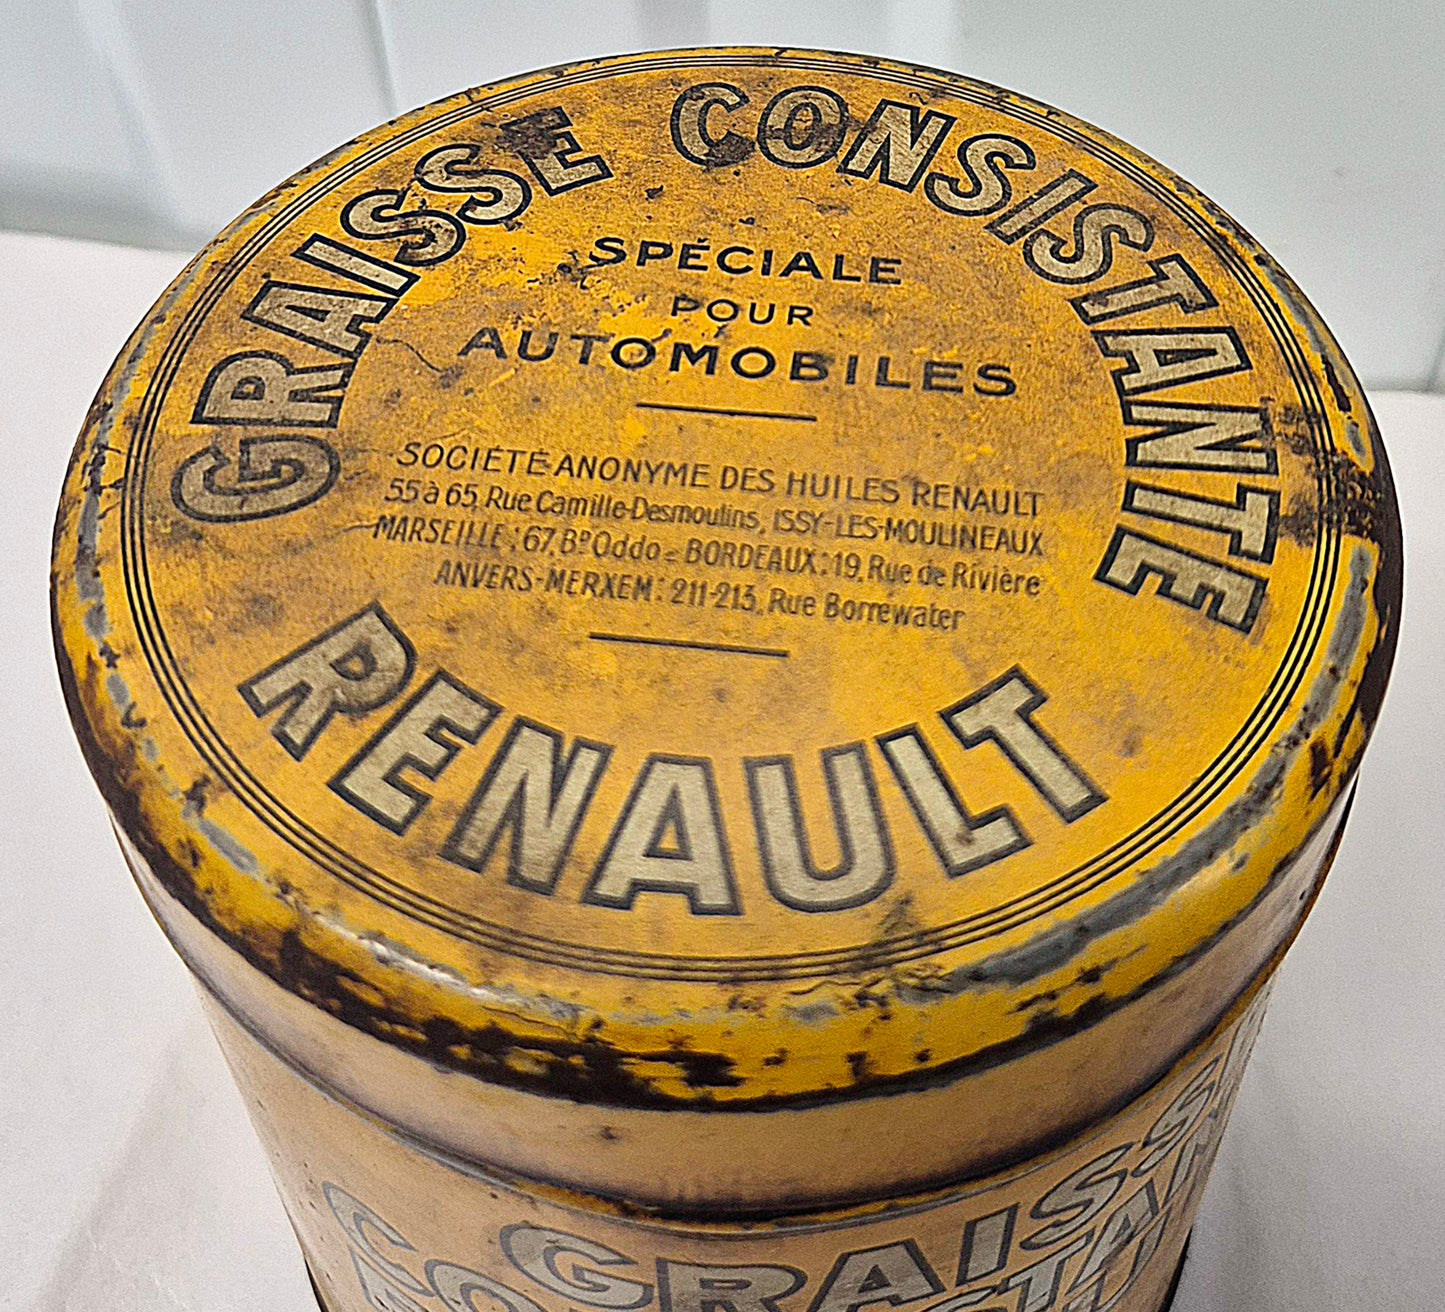 GRAISSE CONSISTANTE
SPÉCIALE
POUR
AUTOMOBILES
SOCIÉTÉ ANONYME DES HUILES RENAULT
55 à 65, Rue Camille-Desmoulins, ISSY-LES-MOULINEAUX
MARSEILLE : 67, Bᴰ Oddo - BORDEAUX : 19, Rue de Rivière
ANVERS-MERXEM : 211-213, Rue Borrewater
RENAULT
GRAISS